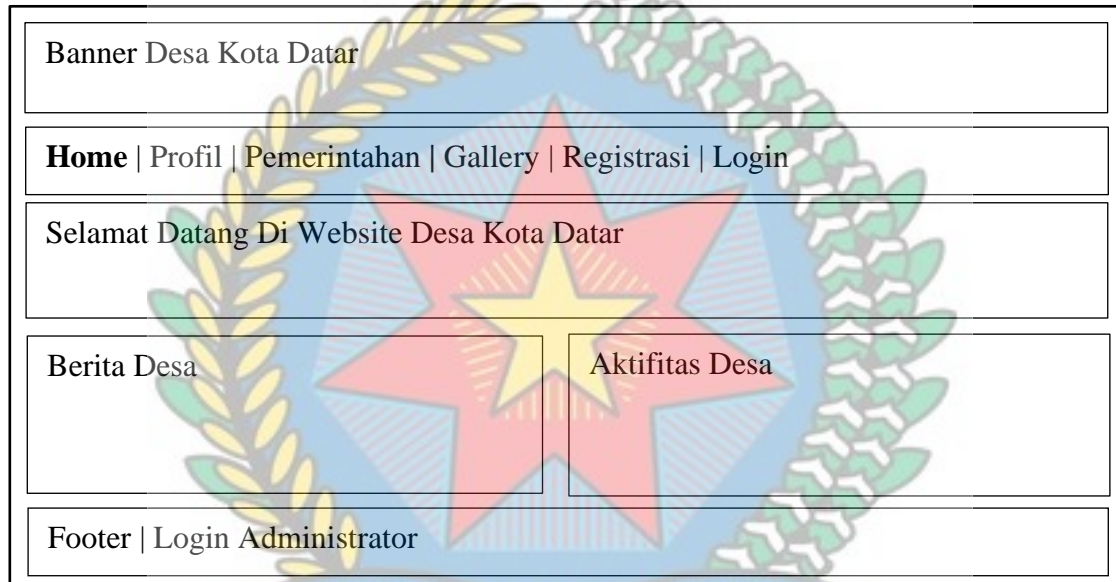 Banner Desa Kota Datar
Home | Profil | Pemerintahan | Gallery | Registrasi | Login
Selamat Datang Di Website Desa Kota Datar
Berita Desa
Aktifitas Desa
Footer | Login Administrator